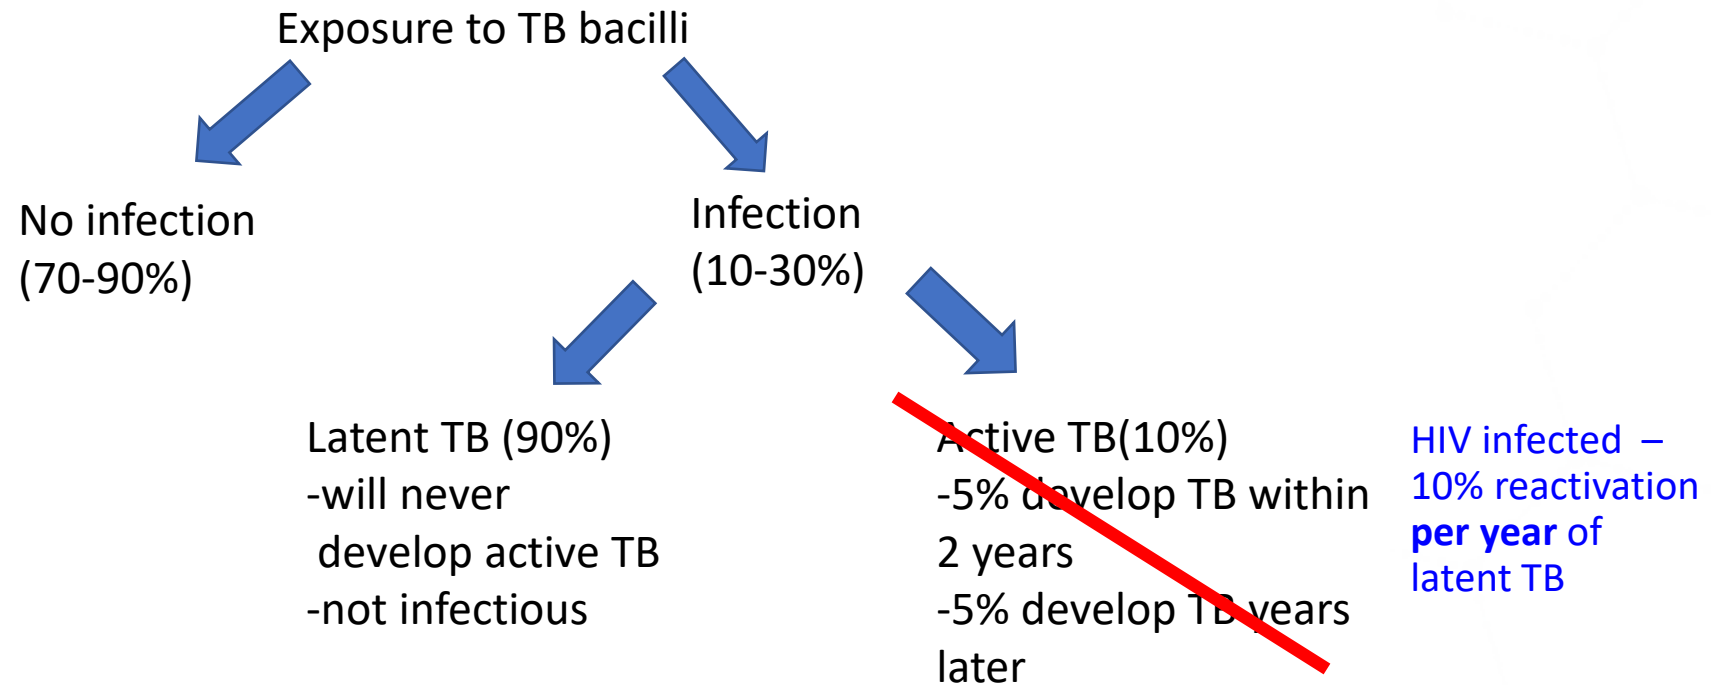 Exposure to TB bacilli
No infection
(70-90%)
Infection
(10-30%)
Latent TB (90%)
-will never
develop active TB
-not infectious
Active TB(10%)
-5% develop TB within
2 years
-5% develop TB years
later
HIV infected –
10% reactivation
per year of
latent TB